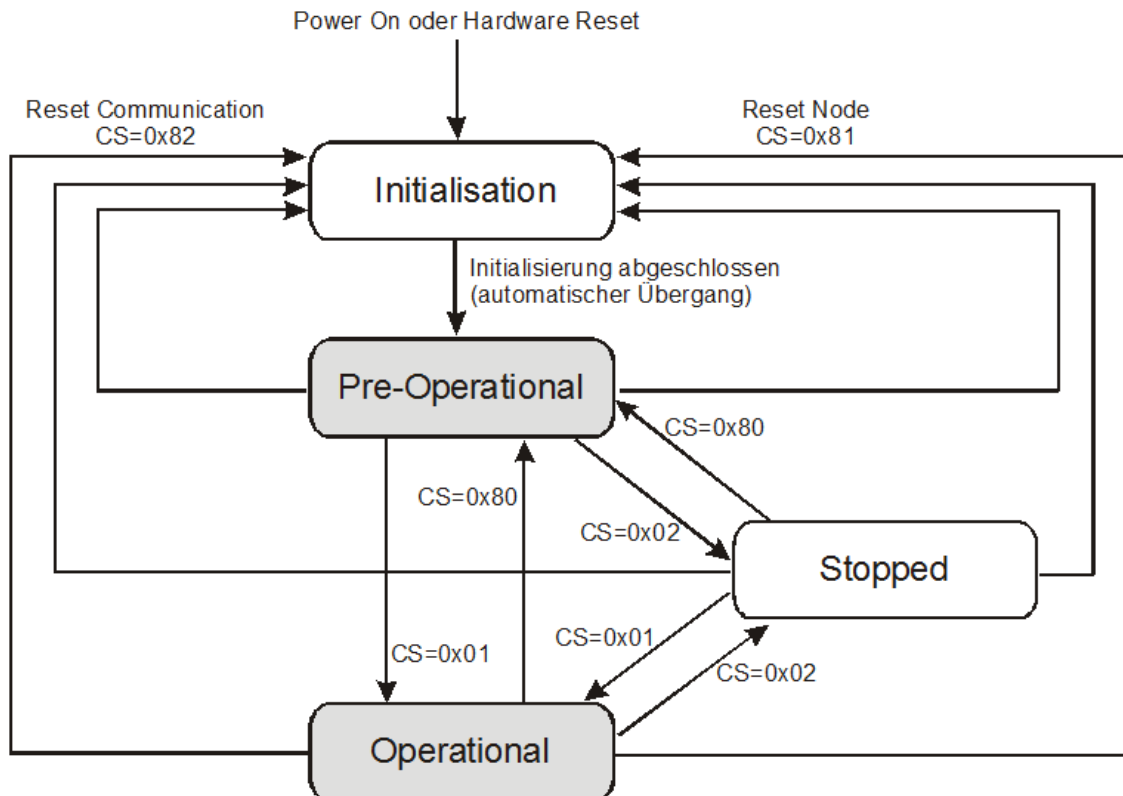 Power On oder Hardware Reset
Reset Communication
CS=0x82
Reset Node
CS=0x81
Initialisation
Initialisierung abgeschlossen
(automatischer Übergang)
Pre-Operational
CS=0x80
CS=0x80
CS=0x02
Stopped
CS=0x01
CS=0x01
CS=0x02
Operational